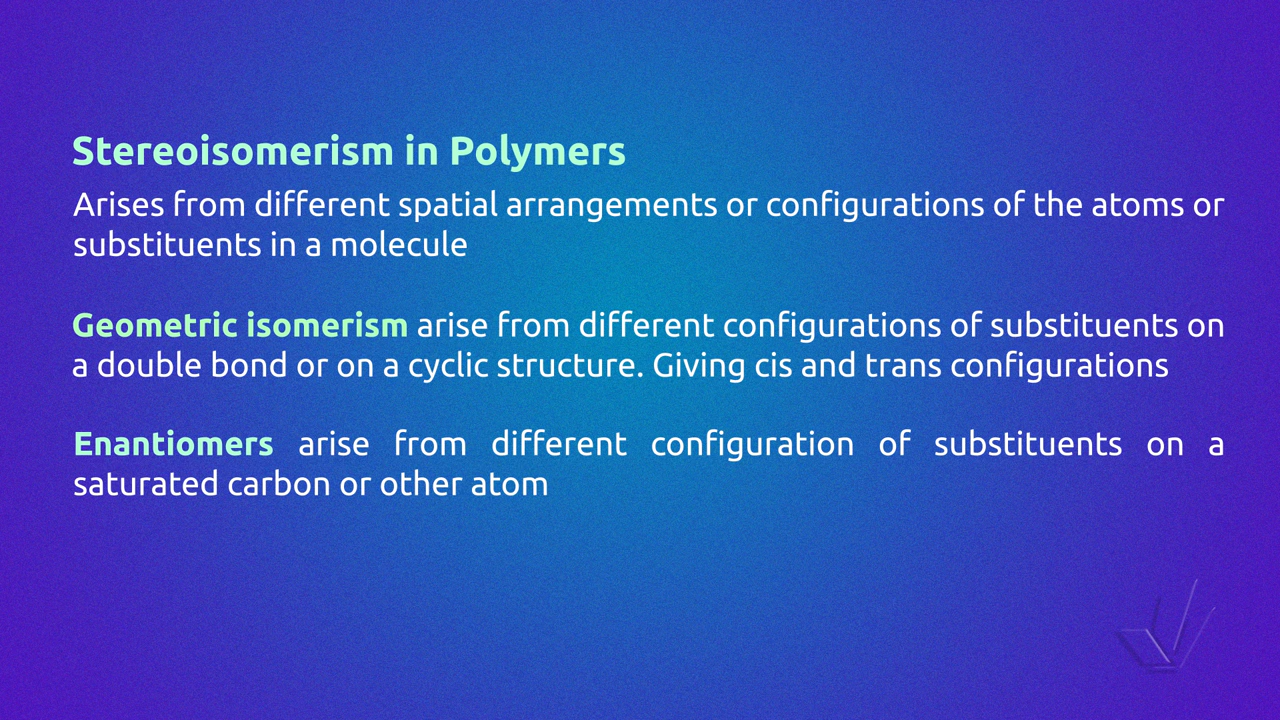 Stereoisomerism in Polymers
Arises from different spatial arrangements or configurations of the atoms or
substituents in a molecule
Geometric isomerism arise from different configurations of substituents on
a double bond or on a cyclic structure. Giving cis and trans configurations
Enantiomers arise from different configuration of substituents on a
saturated carbon or other atom